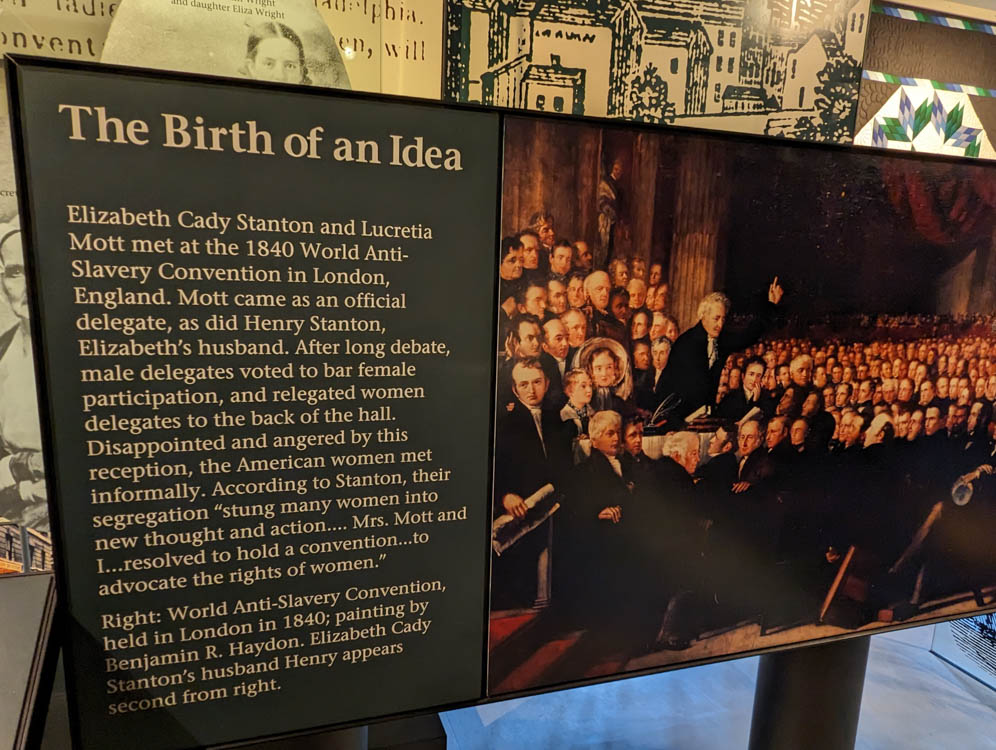 and daughter Eliza Wright
adelphia.
onvent
en, will
The Birth of an Idea
Elizabeth Cady Stanton and Lucretia
Mott met at the 1840 World Anti-
Slavery Convention in London,
England. Mott came as an official
delegate, as did Henry Stanton,
Elizabeth’s husband. After long debate,
male delegates voted to bar female
participation, and relegated women
delegates to the back of the hall.
Disappointed and angered by this
reception, the American women met
informally. According to Stanton, their
segregation “stung many women into
new thought and action.... Mrs. Mott and
I...resolved to hold a convention...to
advocate the rights of women.”
Right: World Anti-Slavery Convention,
held in London in 1840; painting by
Benjamin R. Haydon. Elizabeth Cady
Stanton’s husband Henry appears
second from right.